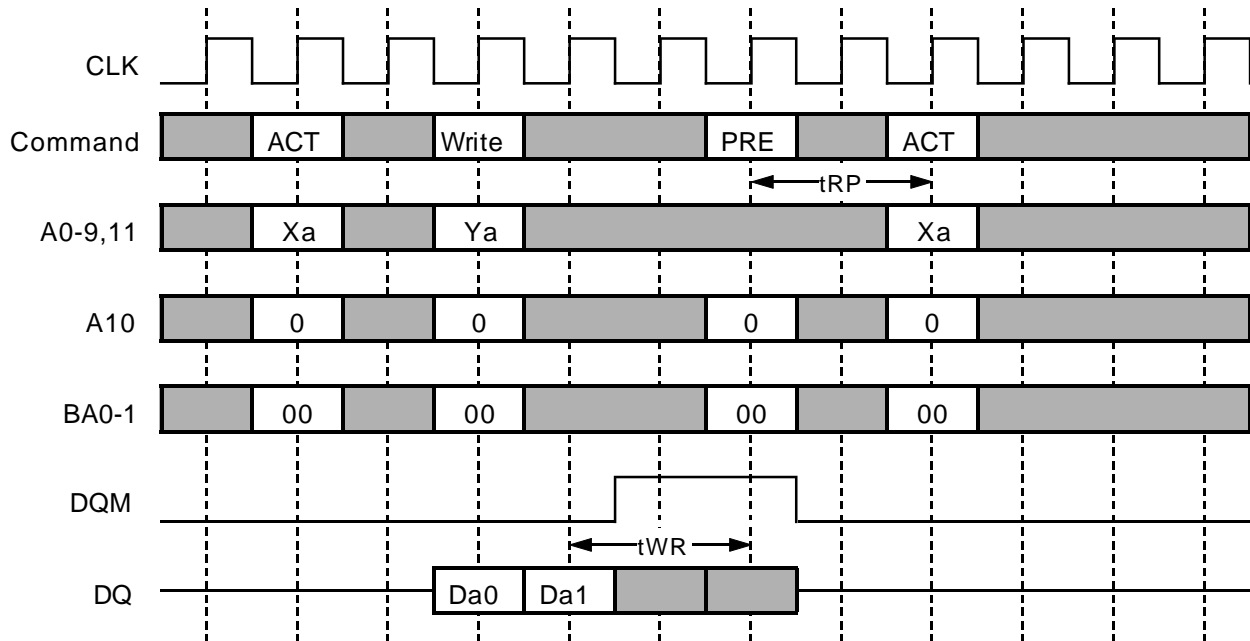 CLK
Command ACT Write PRE ACT
tRP
A0-9,11 Xa Ya Xa
A10 0 0 0 0
BA0-1 00 00 00 00
DQM
tWR
DQ Da0 Da1